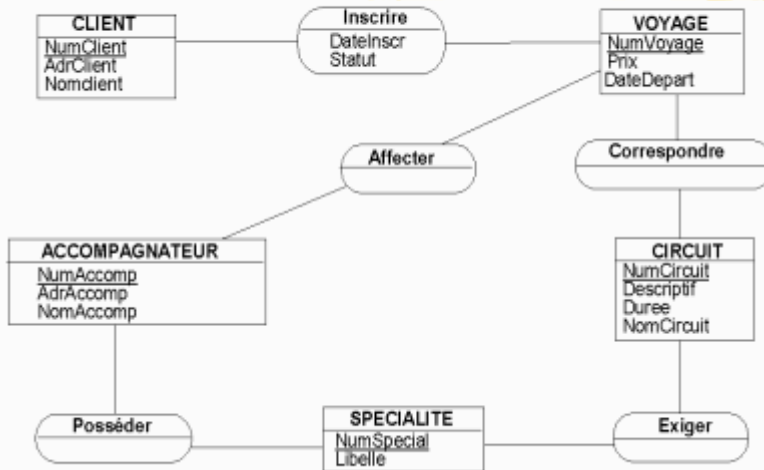 CLIENT
NumClient
AdrClient
Nomclient
Inscrire
DateInscr
Statut
VOYAGE
NumVoyage
Prix
DateDepart
Affecter
Correspondre
ACCOMPAGNATEUR
NumAccomp
AdrAccomp
NomAccomp
CIRCUIT
NumCircuit
Descriptif
Duree
NomCircuit
Posséder
SPECIALITE
NumSpecial
Libelle
Exiger